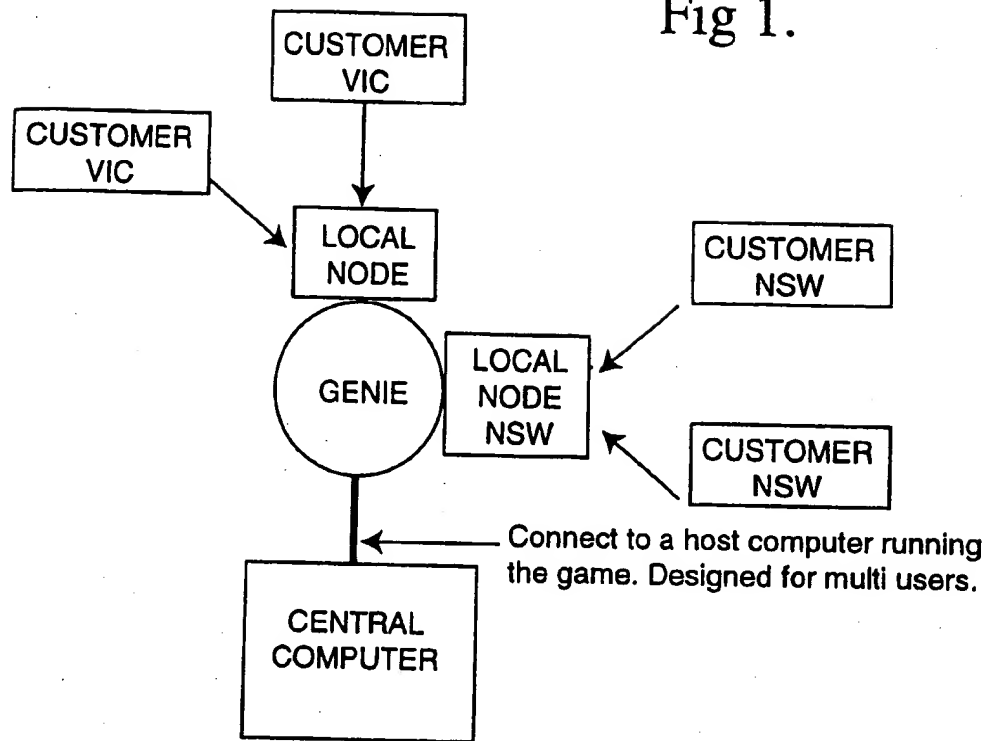 Fig 1.
CUSTOMER
VIC
CUSTOMER
VIC
LOCAL
NODE
CUSTOMER
NSW
GENIE
LOCAL
NODE
NSW
CUSTOMER
NSW
Connect to a host computer running
the game. Designed for multi users.
CENTRAL
COMPUTER